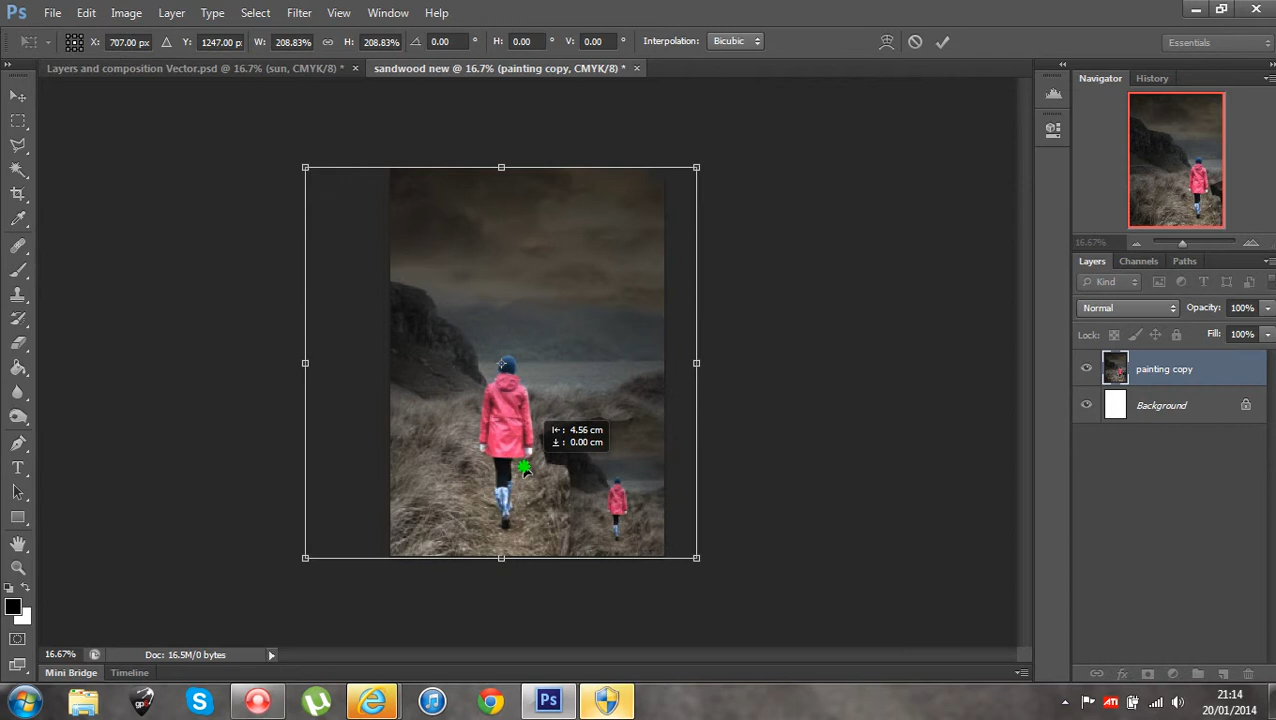 Ps File Edit Image Layer Type Select Filter View Window Help
X: 707.00 px Y: 1247.00 px W: 208.83% H: 208.83% 0.00 ° H: 0.00 ° V: 0.00 ° Interpolation: Bicubic Essentials
Layers and composition Vector.psd @ 16.7% (sun, CMYK/8) * × sandwood new @ 16.7% (painting copy, CMYK/8) * ×
Navigator History
16.67%
Layers Channels Paths
Kind
Normal Opacity: 100%
Lock: Fill: 100%
painting copy
Background
: 4.56 cm
: 0.00 cm
16.67% Doc: 16.5M/0 bytes
Mini Bridge Timeline
Ps
21:14
20/01/2014